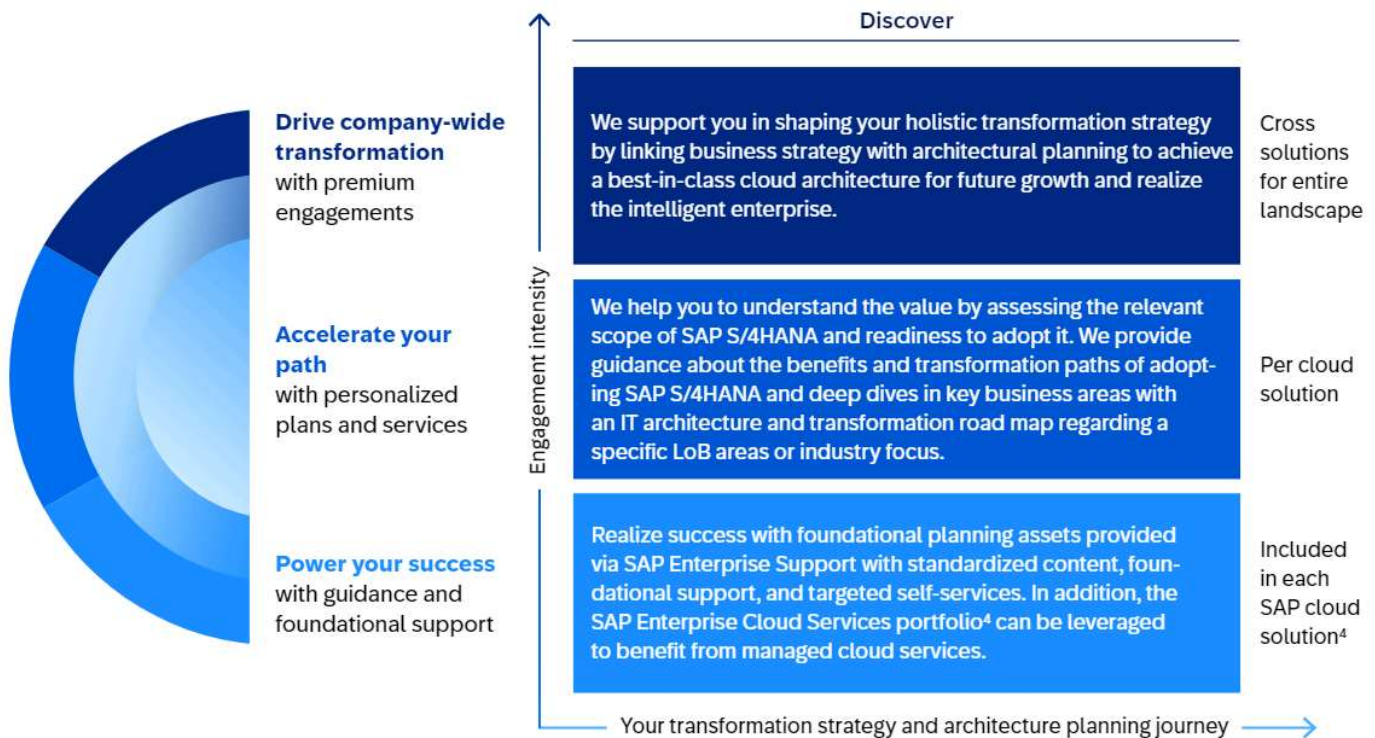 Discover
Drive company-wide
transformation
with premium
engagements
We support you in shaping your holistic transformation strategy
by linking business strategy with architectural planning to achieve
a best-in-class cloud architecture for future growth and realize
the intelligent enterprise.
Cross
solutions
for entire
landscape
Engagement intensity
Accelerate your
path
with personalized
plans and services
We help you to understand the value by assessing the relevant
scope of SAP S/4HANA and readiness to adopt it. We provide
guidance about the benefits and transformation paths of adopt-
ing SAP S/4HANA and deep dives in key business areas with
an IT architecture and transformation road map regarding a
specific LoB areas or industry focus.
Per cloud
solution
Power your success
with guidance and
foundational support
Realize success with foundational planning assets provided
via SAP Enterprise Support with standardized content, foun-
dational support, and targeted self-services. In addition, the
SAP Enterprise Cloud Services portfolio⁴ can be leveraged
to benefit from managed cloud services.
Included
in each
SAP cloud
solution⁴
Your transformation strategy and architecture planning journey